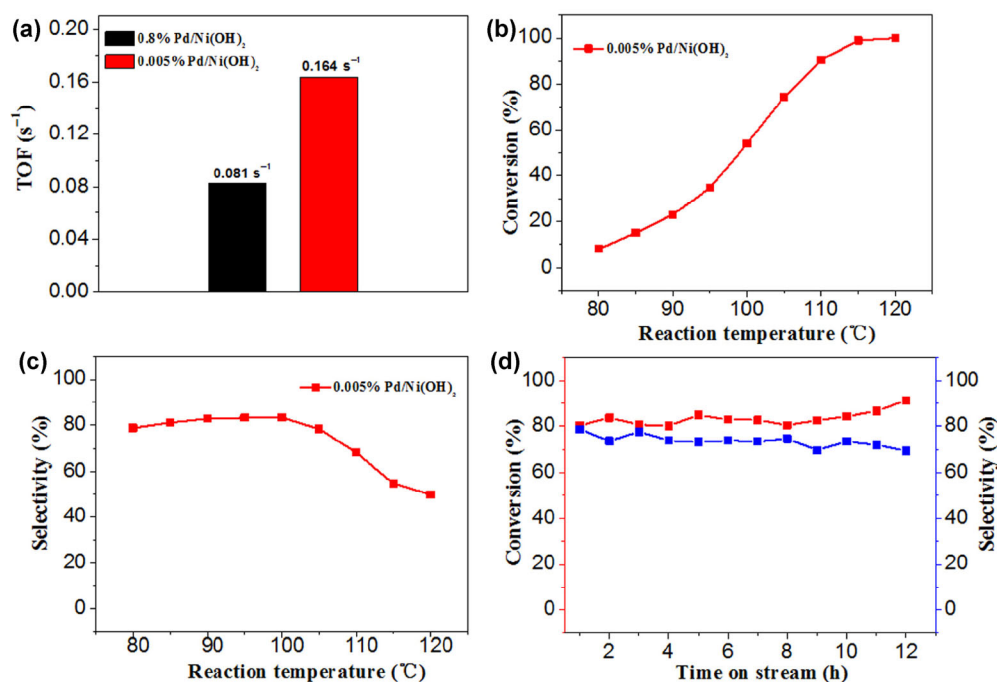 (a)
0.8% Pd/Ni(OH)₂
0.005% Pd/Ni(OH)₂
0.164 s⁻¹
0.081 s⁻¹
TOF (s⁻¹)
0.20
0.16
0.12
0.08
0.04
0.00
(b)
0.005% Pd/Ni(OH)₂
Conversion (%)
100
80
60
40
20
0
80 90 100 110 120
Reaction temperature (℃)
(c)
0.005% Pd/Ni(OH)₂
Selectivity (%)
100
80
60
40
20
0
80 90 100 110 120
Reaction temperature (℃)
(d)
Conversion (%)
100
80
60
40
20
0
Selectivity (%)
100
80
60
40
20
0
2 4 6 8 10 12
Time on stream (h)